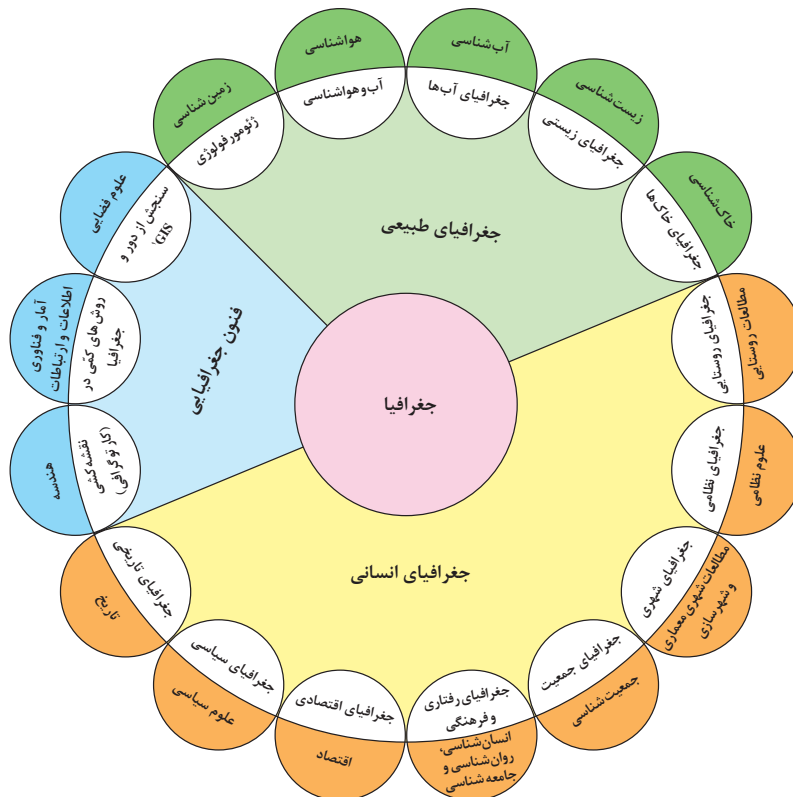 جغرافیا
جغرافیای طبیعی
زمین‌شناسی
ژئومورفولوژی
هواشناسی
آب‌وهواشناسی
آب‌شناسی
جغرافیای آب‌ها
زیست‌شناسی
جغرافیای زیستی
خاک‌شناسی
جغرافیای خاک‌ها
جغرافیای انسانی
مطالعات روستایی
جغرافیای روستایی
علوم نظامی
جغرافیای نظامی
مطالعات شهری معماری
و شهرسازی
جغرافیای شهری
جمعیت‌شناسی
جغرافیای جمعیت
جغرافیای رفتاری
و فرهنگی
انسان‌شناسی،
روان‌شناسی و
جامعه شناسی
جغرافیای اقتصادی
اقتصاد
جغرافیای سیاسی
علوم سیاسی
جغرافیای تاریخی
تاریخ
فنون جغرافیایی
هندسه
نقشه‌کشی
(کارتوگرافی)
آمار و فناوری
اطلاعات و ارتباطات
روش‌های کمّی در
جغرافیا
علوم فضایی
سنجش از دور و
GIS'